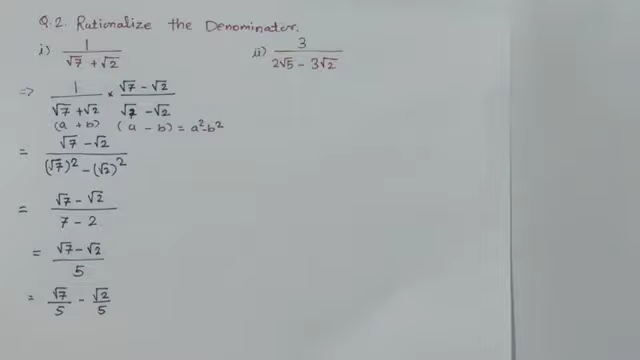 Q.2. Rationalize the Denominator.
i). 1 / (√7 + √2)    ii). 3 / (2√5 - 3√2)
=> 1 / (√7 + √2) × (√7 - √2) / (√7 - √2)
(a + b) (a - b) = a² - b²
= (√7 - √2) / ((√7)² - (√2)²)
= (√7 - √2) / (7 - 2)
= (√7 - √2) / 5
= √7/5 - √2/5